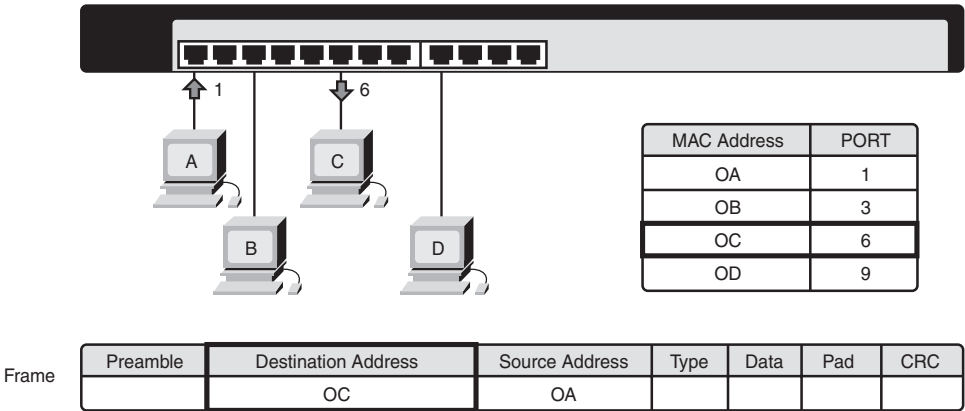 1
6
A
C
B
D
MAC Address PORT
OA 1
OB 3
OC 6
OD 9
Frame
Preamble Destination Address Source Address Type Data Pad CRC
OC OA